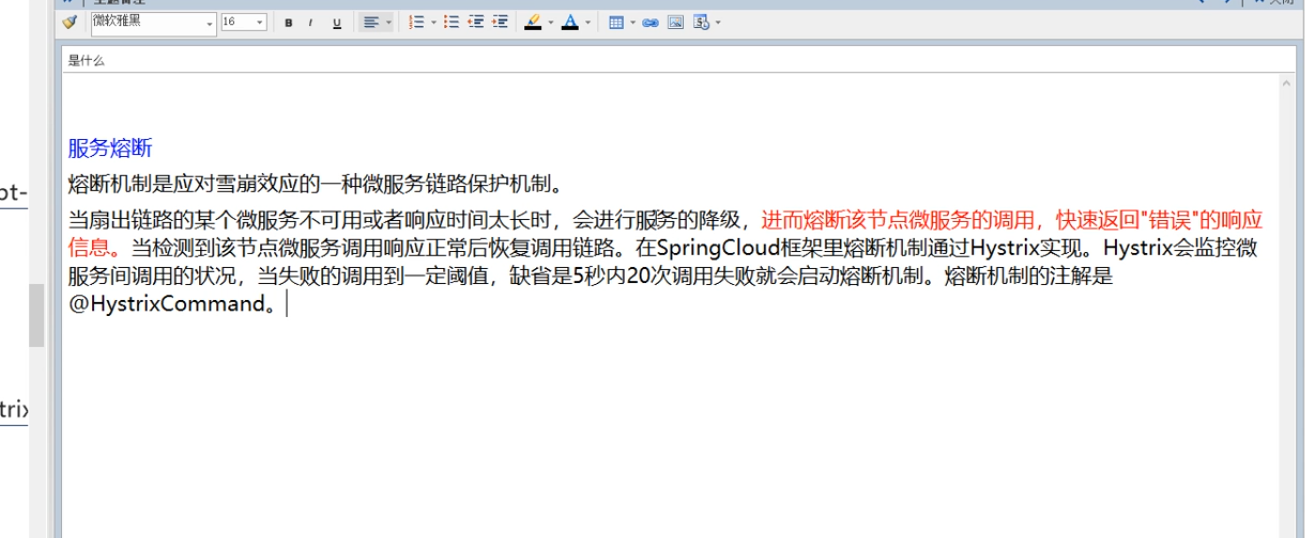 微软雅黑
16
B I U
是什么
服务熔断
熔断机制是应对雪崩效应的一种微服务链路保护机制。
当扇出链路的某个微服务不可用或者响应时间太长时，会进行服务的降级，进而熔断该节点微服务的调用，快速返回"错误"的响应
信息。当检测到该节点微服务调用响应正常后恢复调用链路。在SpringCloud框架里熔断机制通过Hystrix实现。Hystrix会监控微
服务间调用的状况，当失败的调用到一定阈值，缺省是5秒内20次调用失败就会启动熔断机制。熔断机制的注解是
@HystrixCommand。
ot-
trix